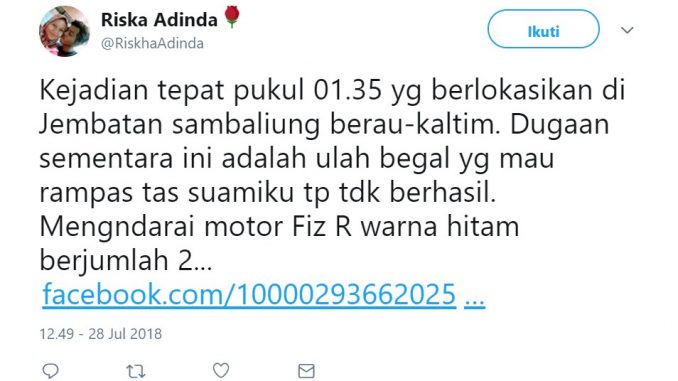 Riska Adinda🌹
@RiskhaAdinda
Ikuti
Kejadian tepat pukul 01.35 yg berlokasikan di
Jembatan sambaliung berau-kaltim. Dugaan
sementara ini adalah ulah begal yg mau
rampas tas suamiku tp tdk berhasil.
Mengndarai motor Fiz R warna hitam
berjumlah 2...
facebook.com/10000293662025 ...
12.49 - 28 Jul 2018